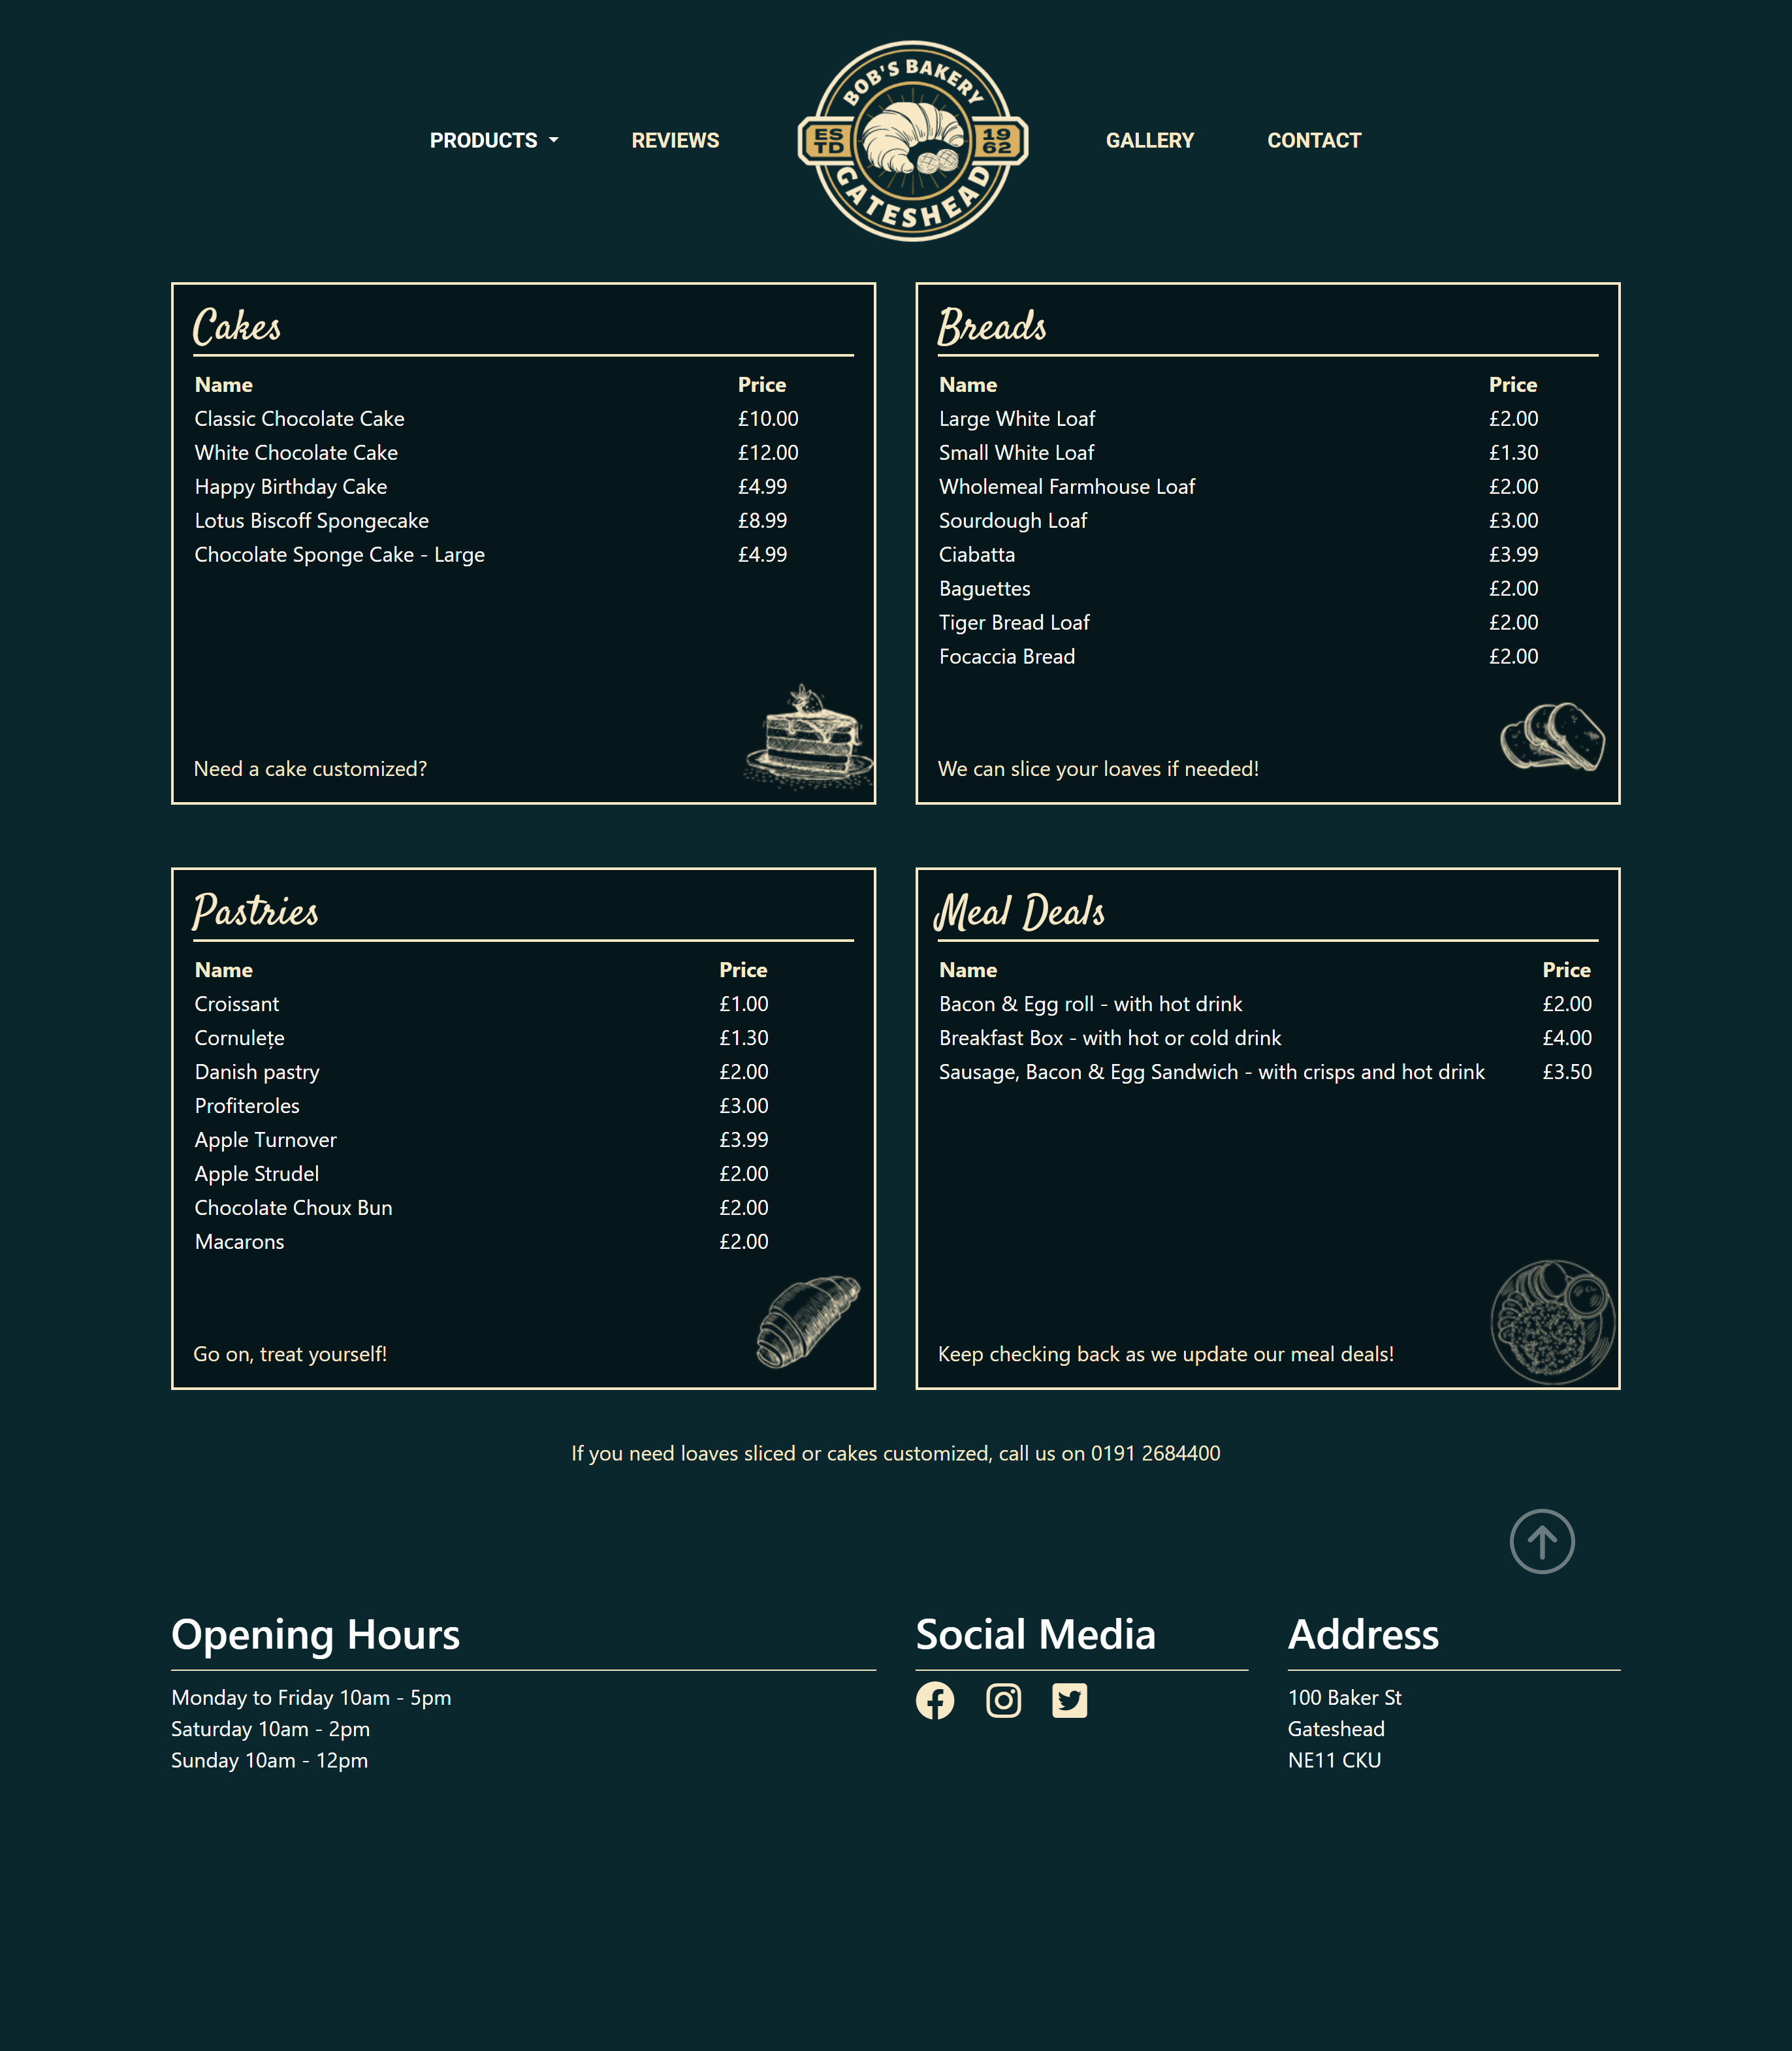 PRODUCTS
REVIEWS
BOB'S BAKERY
ES
TD
19
62
GATESHEAD
GALLERY
CONTACT
Cakes
Name Price
Classic Chocolate Cake £10.00
White Chocolate Cake £12.00
Happy Birthday Cake £4.99
Lotus Biscoff Spongecake £8.99
Chocolate Sponge Cake - Large £4.99
Need a cake customized?
Breads
Name Price
Large White Loaf £2.00
Small White Loaf £1.30
Wholemeal Farmhouse Loaf £2.00
Sourdough Loaf £3.00
Ciabatta £3.99
Baguettes £2.00
Tiger Bread Loaf £2.00
Focaccia Bread £2.00
We can slice your loaves if needed!
Pastries
Name Price
Croissant £1.00
Cornulețe £1.30
Danish pastry £2.00
Profiteroles £3.00
Apple Turnover £3.99
Apple Strudel £2.00
Chocolate Choux Bun £2.00
Macarons £2.00
Go on, treat yourself!
Meal Deals
Name Price
Bacon & Egg roll - with hot drink £2.00
Breakfast Box - with hot or cold drink £4.00
Sausage, Bacon & Egg Sandwich - with crisps and hot drink £3.50
Keep checking back as we update our meal deals!
If you need loaves sliced or cakes customized, call us on 0191 2684400
Opening Hours
Monday to Friday 10am - 5pm
Saturday 10am - 2pm
Sunday 10am - 12pm
Social Media
Address
100 Baker St
Gateshead
NE11 CKU